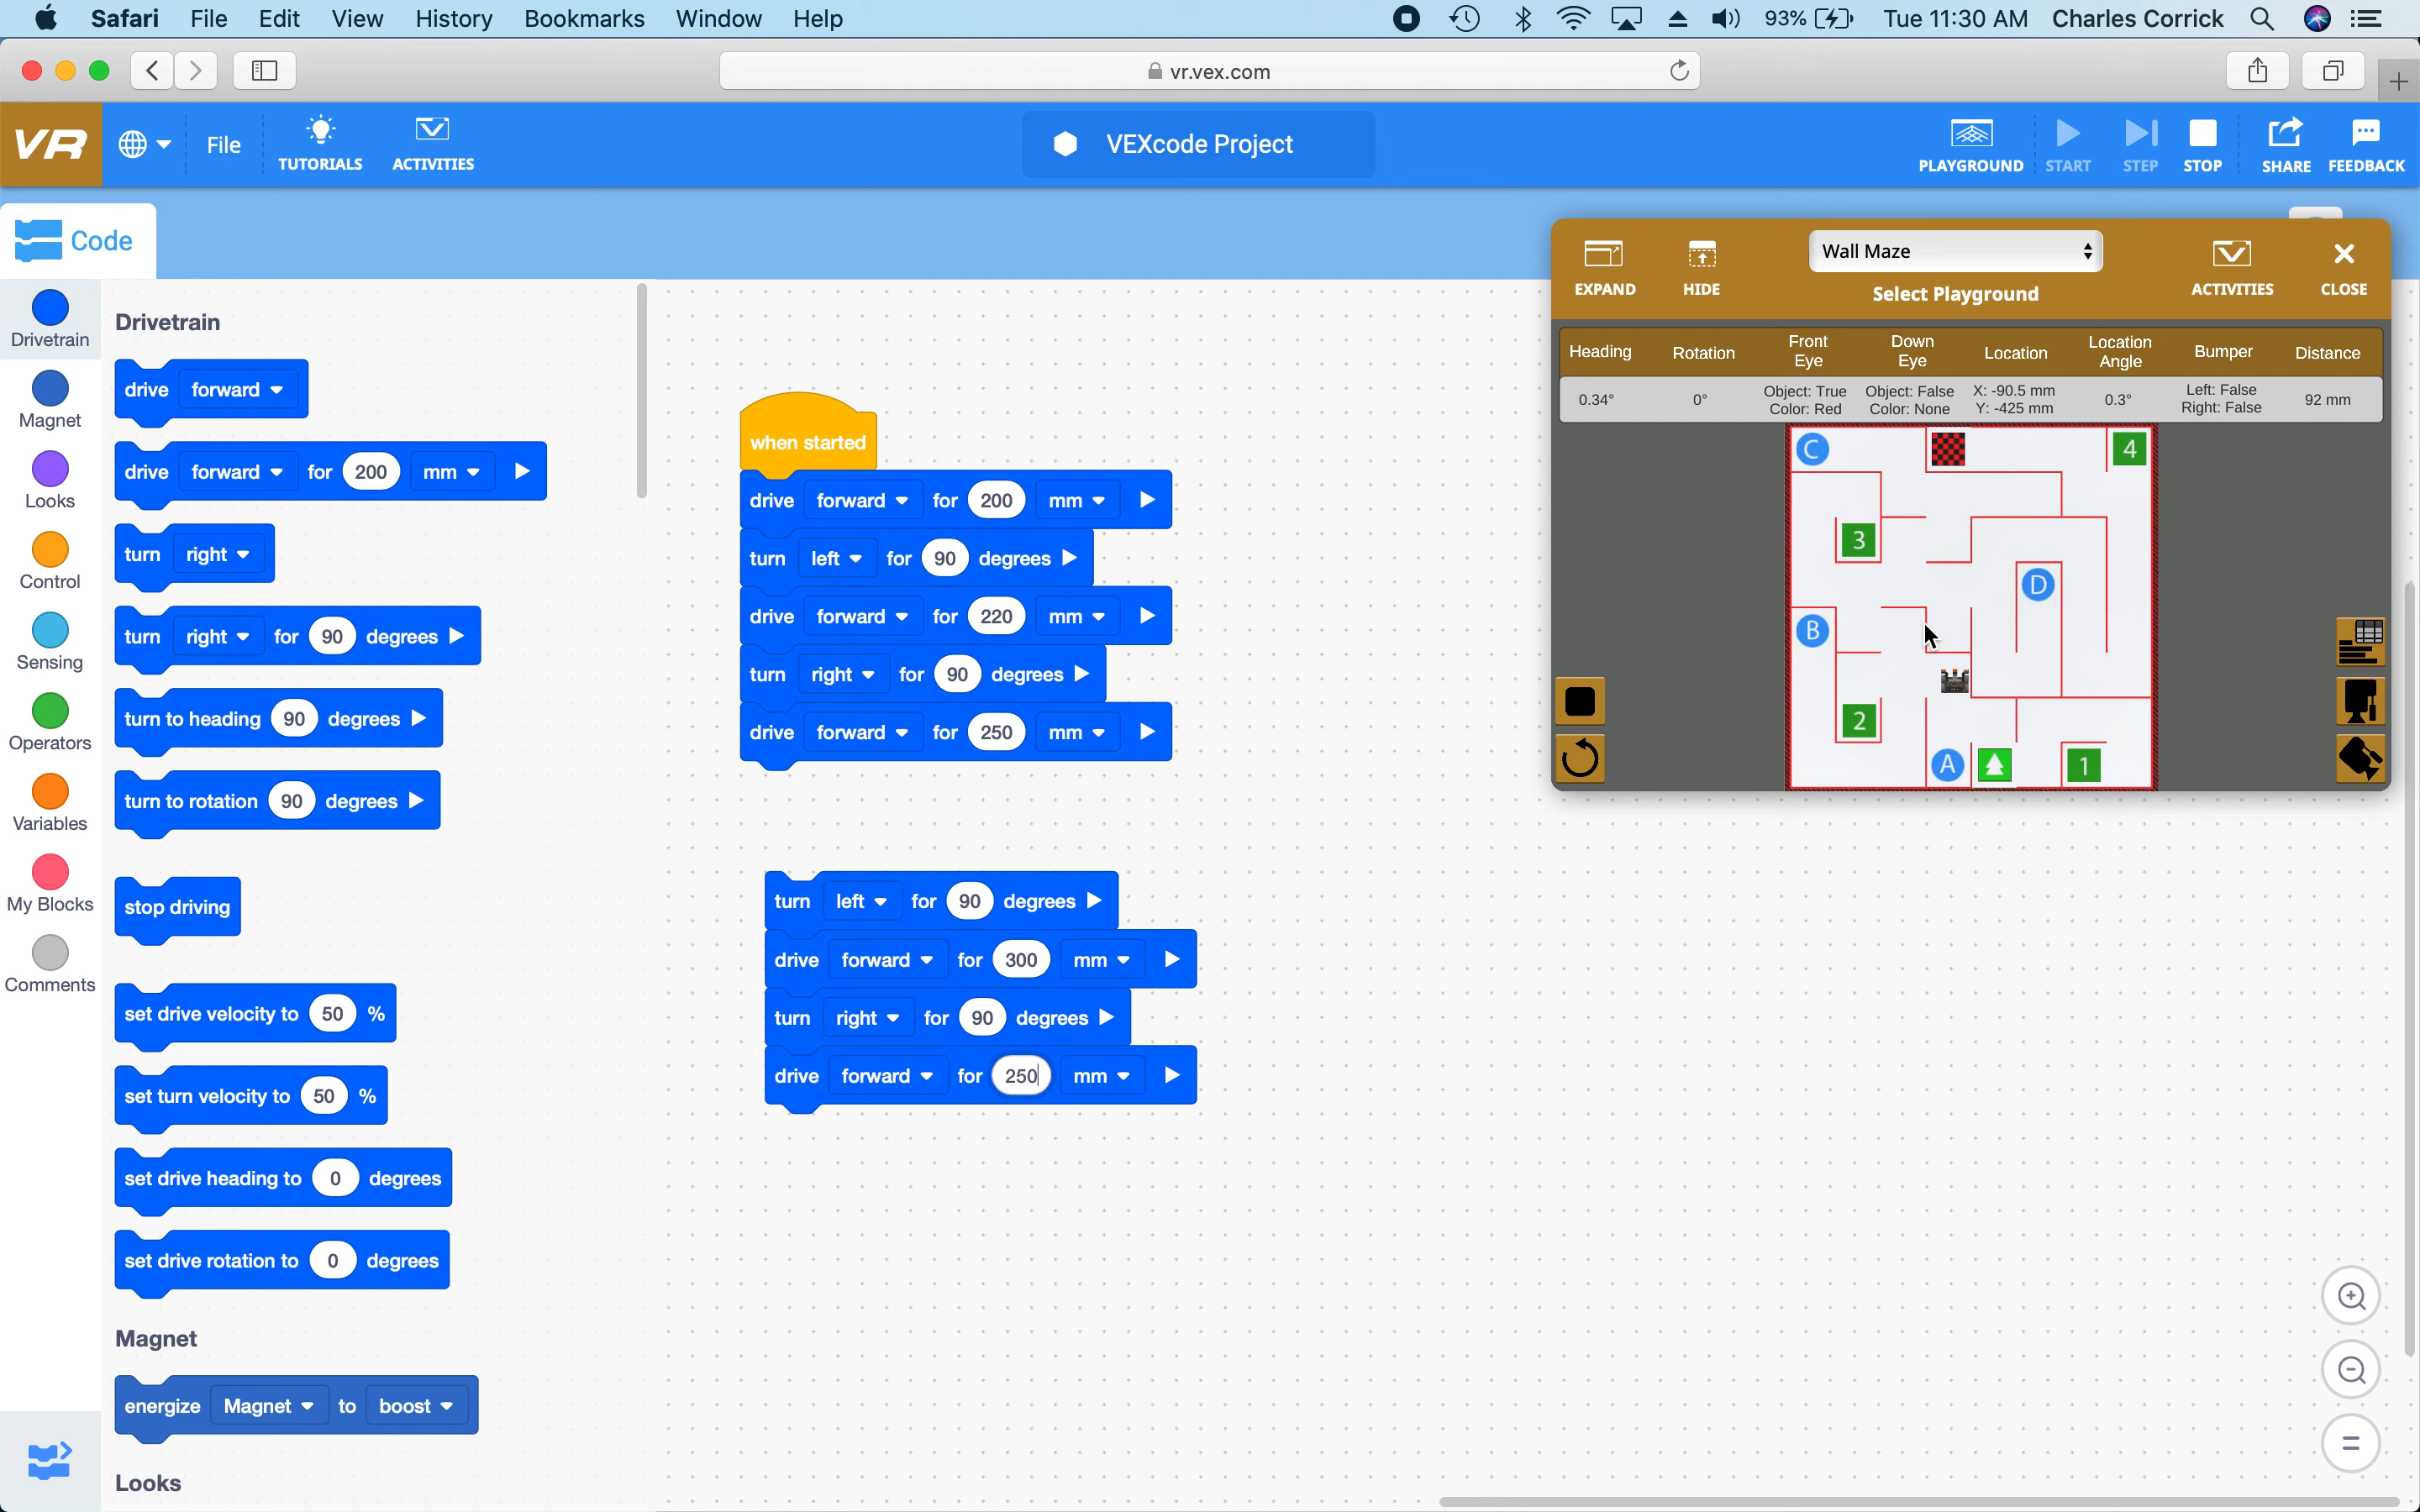 Safari File Edit View History Bookmarks Window Help 93% Tue 11:30 AM Charles Corrick
vr.vex.com
VR File TUTORIALS ACTIVITIES VEXcode Project PLAYGROUND START STEP STOP SHARE FEEDBACK
Code
Drivetrain
Magnet
Looks
Control
Sensing
Operators
Variables
My Blocks
Comments
Drivetrain
drive forward
drive forward for 200 mm
turn right
turn right for 90 degrees
turn to heading 90 degrees
turn to rotation 90 degrees
stop driving
set drive velocity to 50 %
set turn velocity to 50 %
set drive heading to 0 degrees
set drive rotation to 0 degrees
Magnet
energize Magnet to boost
Looks
when started
drive forward for 200 mm
turn left for 90 degrees
drive forward for 220 mm
turn right for 90 degrees
drive forward for 250 mm
turn left for 90 degrees
drive forward for 300 mm
turn right for 90 degrees
drive forward for 250 mm
EXPAND HIDE Wall Maze ACTIVITIES CLOSE
Select Playground
Heading Rotation Front Eye Down Eye Location Location Angle Bumper Distance
0.34° 0° Object: True Object: False X: -90.5 mm 0.3° Left: False 92 mm
Color: Red Color: None Y: -425 mm Right: False
C 4
3
D
B
2
A 1